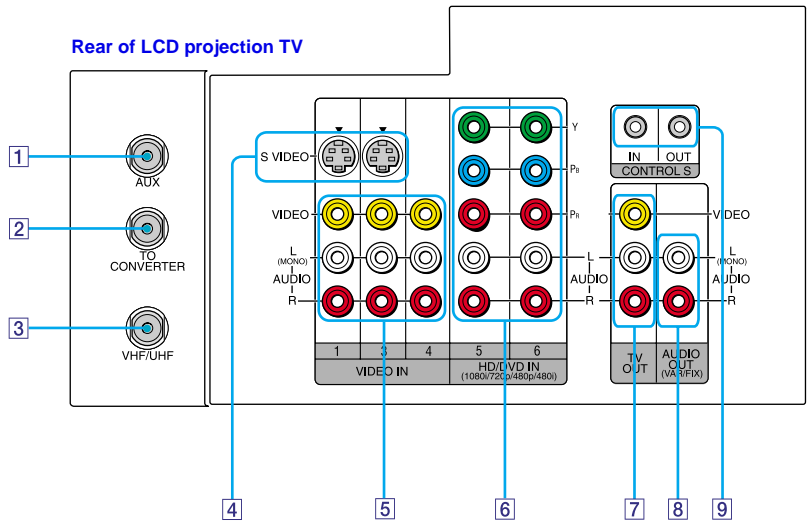 Rear of LCD projection TV
1
AUX
2
TO
CONVERTER
3
VHF/UHF
S VIDEO
VIDEO
L
(MONO)
AUDIO
R
1 3 4
VIDEO IN
Y
PB
PR
L
AUDIO
R
5 6
HD/DVD IN
(1080i/720p/480p/480i)
IN OUT
CONTROL S
VIDEO
L
(MONO)
AUDIO
R
TV
OUT
AUDIO
OUT
(VAR/FIX)
4 5 6 7 8 9